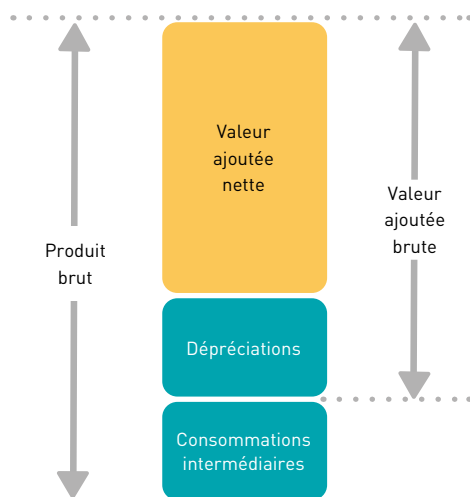 Valeur
ajoutée
nette
Valeur
ajoutée
brute
Produit
brut
Dépréciations
Consommations
intermédiaires